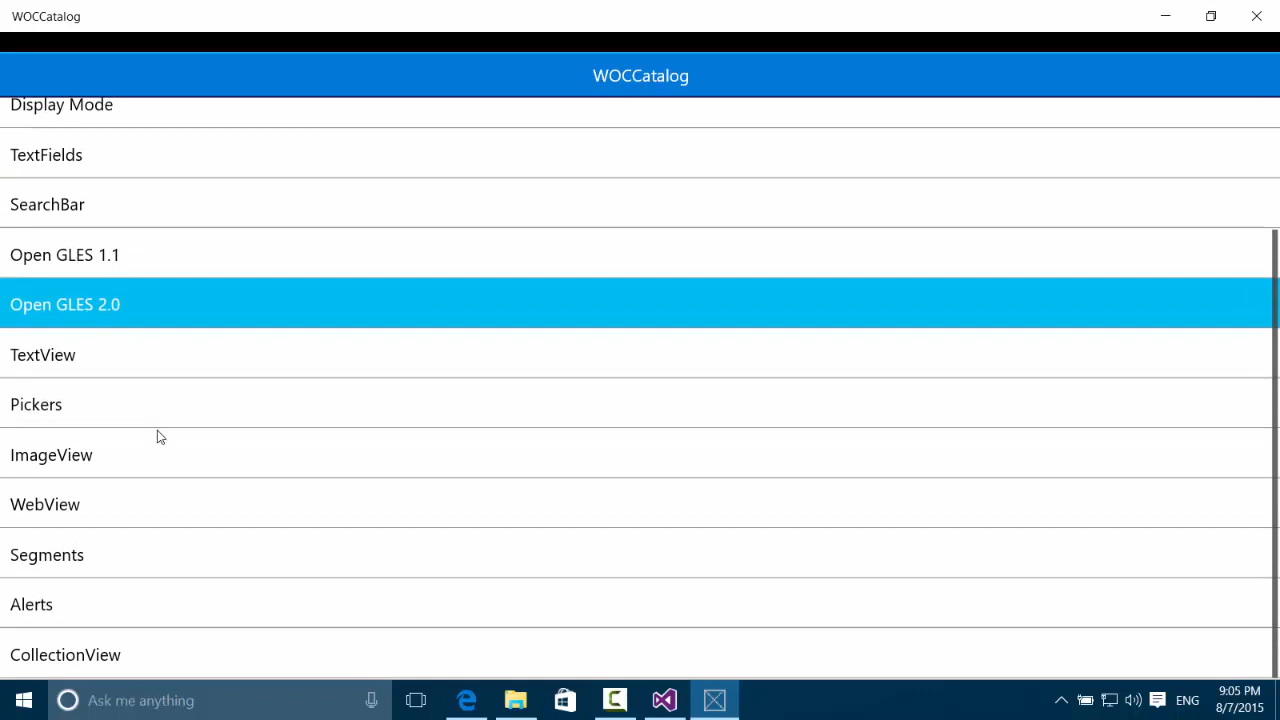 WOCCatalog
WOCCatalog
Display Mode
TextFields
SearchBar
Open GLES 1.1
Open GLES 2.0
TextView
Pickers
ImageView
WebView
Segments
Alerts
CollectionView
Ask me anything
ENG
9:05 PM
8/7/2015